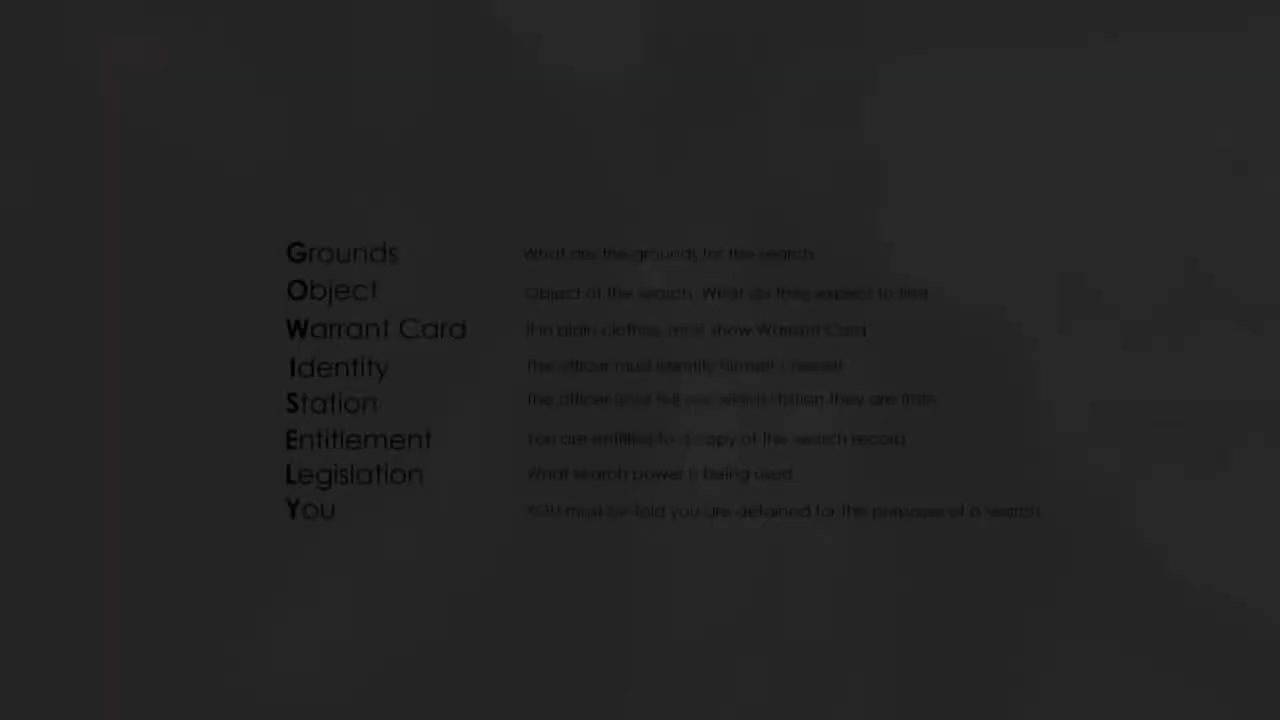 Grounds What are the grounds for the search
Object Object of the search. What do they expect to find
Warrant Card If in plain clothes, must show Warrant Card
Identity The officer must identify himself / herself
Station The officer must tell you which station they are from
Entitlement You are entitled to a copy of the search record
Legislation What search power is being used
You YOU must be told you are detained for the purposes of a search